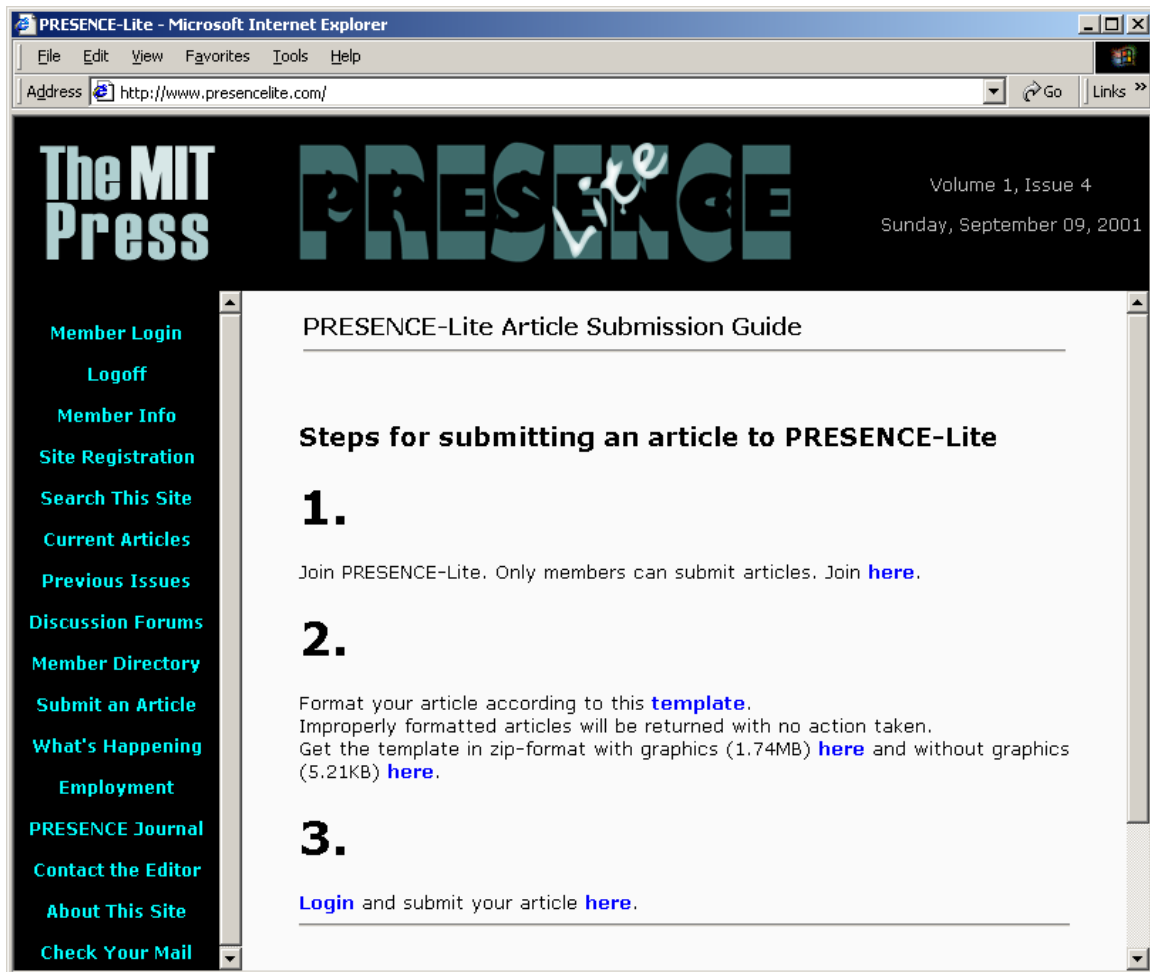 PRESENCE-Lite - Microsoft Internet Explorer
File Edit View Favorites Tools Help
Address http://www.presencelite.com/ Go Links »
The MIT
Press
PRESENCE
Lite
Volume 1, Issue 4
Sunday, September 09, 2001
Member Login
Logoff
Member Info
Site Registration
Search This Site
Current Articles
Previous Issues
Discussion Forums
Member Directory
Submit an Article
What's Happening
Employment
PRESENCE Journal
Contact the Editor
About This Site
Check Your Mail
PRESENCE-Lite Article Submission Guide
Steps for submitting an article to PRESENCE-Lite
1.
Join PRESENCE-Lite. Only members can submit articles. Join here.
2.
Format your article according to this template.
Improperly formatted articles will be returned with no action taken.
Get the template in zip-format with graphics (1.74MB) here and without graphics
(5.21KB) here.
3.
Login and submit your article here.